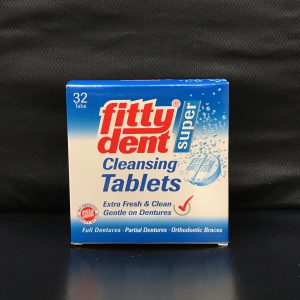 32
tabs
fitty®
dent
super
Cleansing
Tablets
Extra Fresh & Clean
Gentle on Dentures
Full Dentures - Partial Dentures - Orthodontic Braces